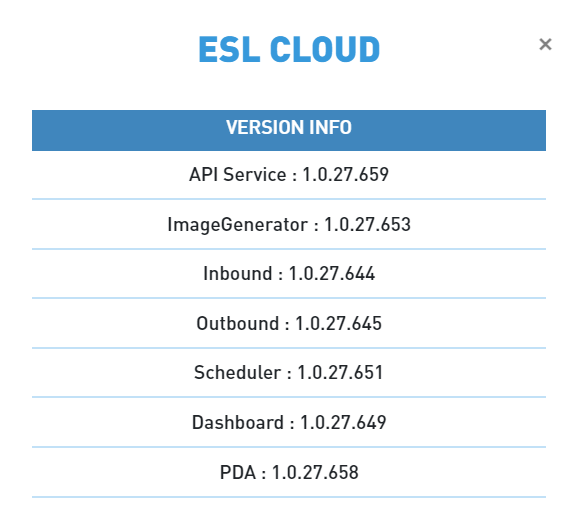 ESL CLOUD
×
VERSION INFO
API Service : 1.0.27.659
ImageGenerator : 1.0.27.653
Inbound : 1.0.27.644
Outbound : 1.0.27.645
Scheduler : 1.0.27.651
Dashboard : 1.0.27.649
PDA : 1.0.27.658